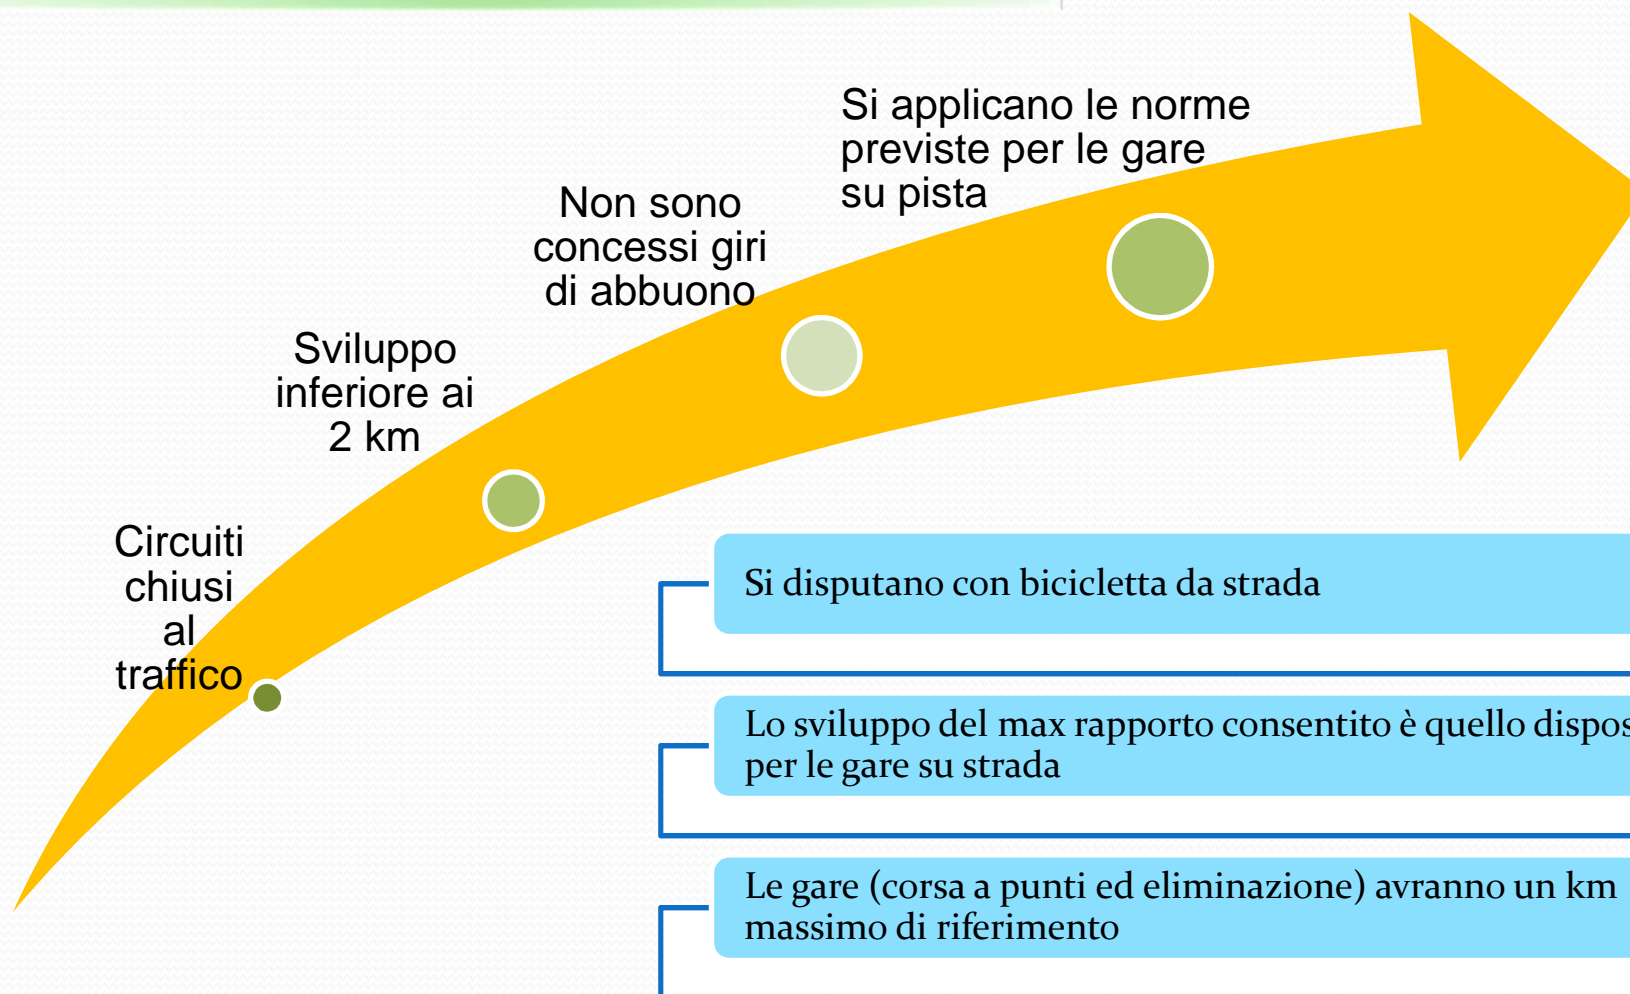 Si applicano le norme
previste per le gare
su pista
Non sono
concessi giri
di abbuono
Sviluppo
inferiore ai
2 km
Circuiti
chiusi
al
traffico
Si disputano con bicicletta da strada
Lo sviluppo del max rapporto consentito è quello dispos
per le gare su strada
Le gare (corsa a punti ed eliminazione) avranno un km
massimo di riferimento